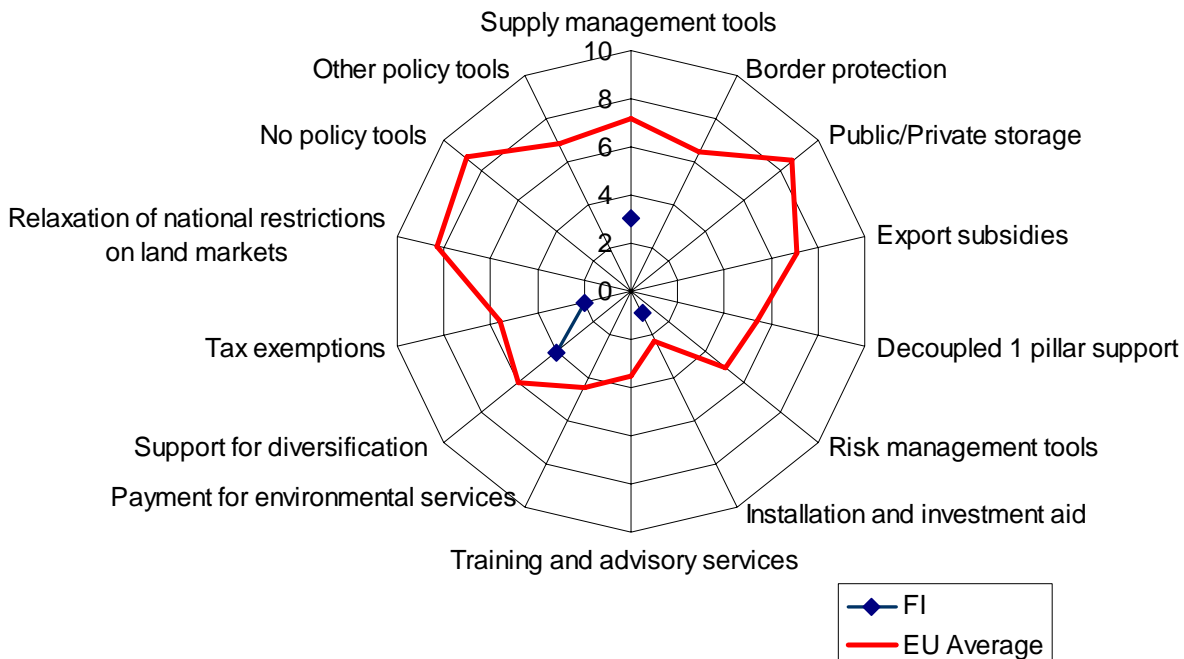 Supply management tools
10
Other policy tools
Border protection
8
No policy tools
Public/Private storage
6
4
Relaxation of national restrictions
on land markets
Export subsidies
2
0
Tax exemptions
Decoupled 1 pillar support
Support for diversification
Risk management tools
Payment for environmental services
Installation and investment aid
Training and advisory services
FI
EU Average